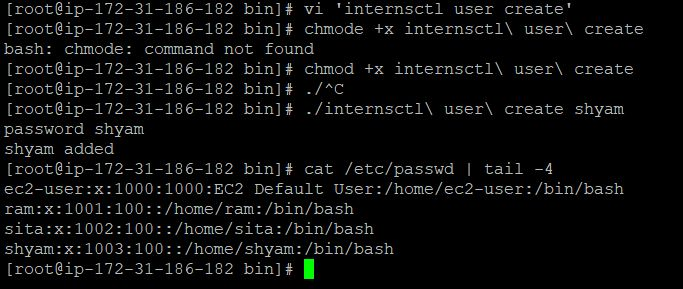 [root@ip-172-31-186-182 bin]# vi 'internsctl user create'
[root@ip-172-31-186-182 bin]# chmode +x internsctl\ user\ create
bash: chmode: command not found
[root@ip-172-31-186-182 bin]# chmod +x internsctl\ user\ create
[root@ip-172-31-186-182 bin]# ./^C
[root@ip-172-31-186-182 bin]# ./internsctl\ user\ create shyam
password shyam
shyam added
[root@ip-172-31-186-182 bin]# cat /etc/passwd | tail -4
ec2-user:x:1000:1000:EC2 Default User:/home/ec2-user:/bin/bash
ram:x:1001:100::/home/ram:/bin/bash
sita:x:1002:100::/home/sita:/bin/bash
shyam:x:1003:100::/home/shyam:/bin/bash
[root@ip-172-31-186-182 bin]#